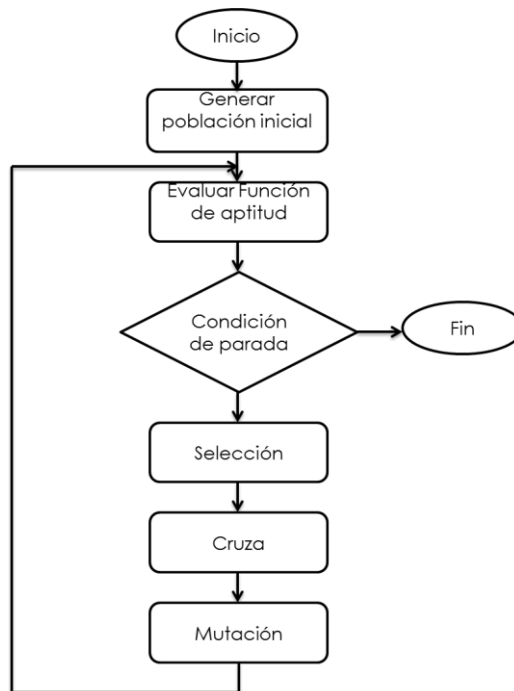 Inicio
Generar
población inicial
Evaluar Función
de aptitud
Condición
de parada
Fin
Selección
Cruza
Mutación